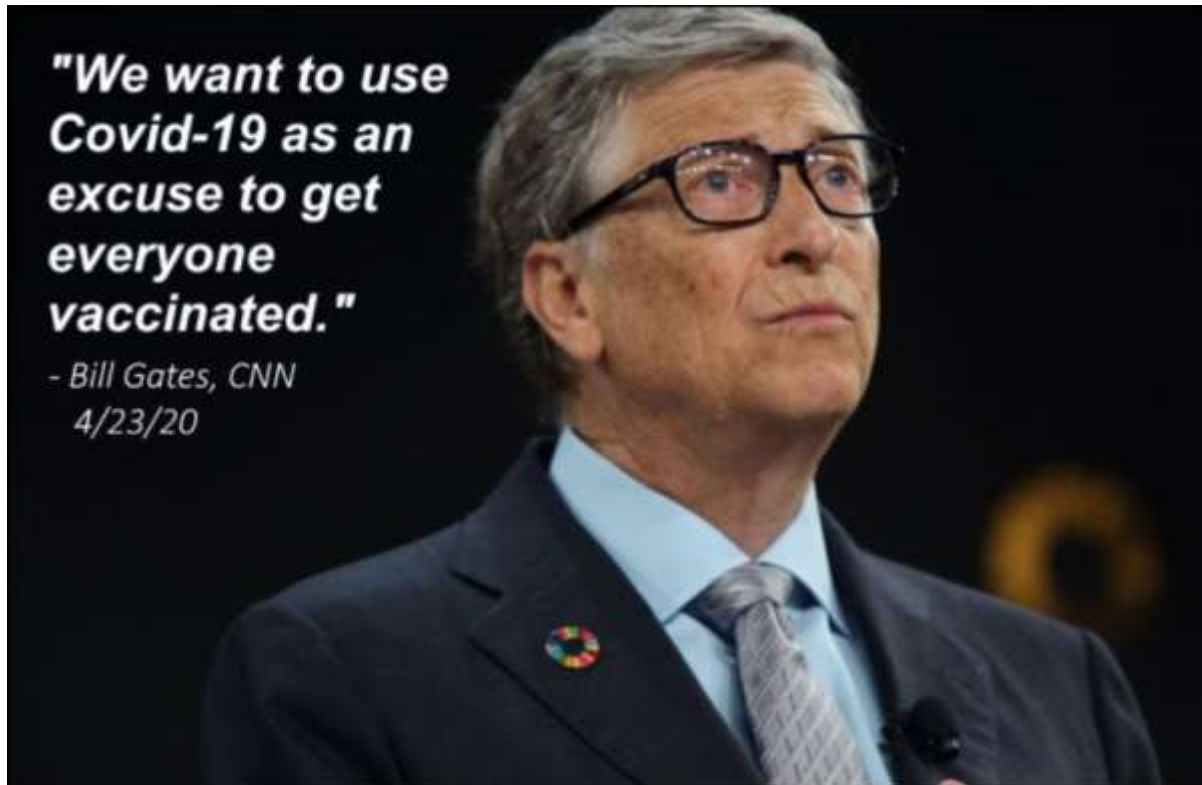 "We want to use
Covid-19 as an
excuse to get
everyone
vaccinated."
- Bill Gates, CNN
4/23/20